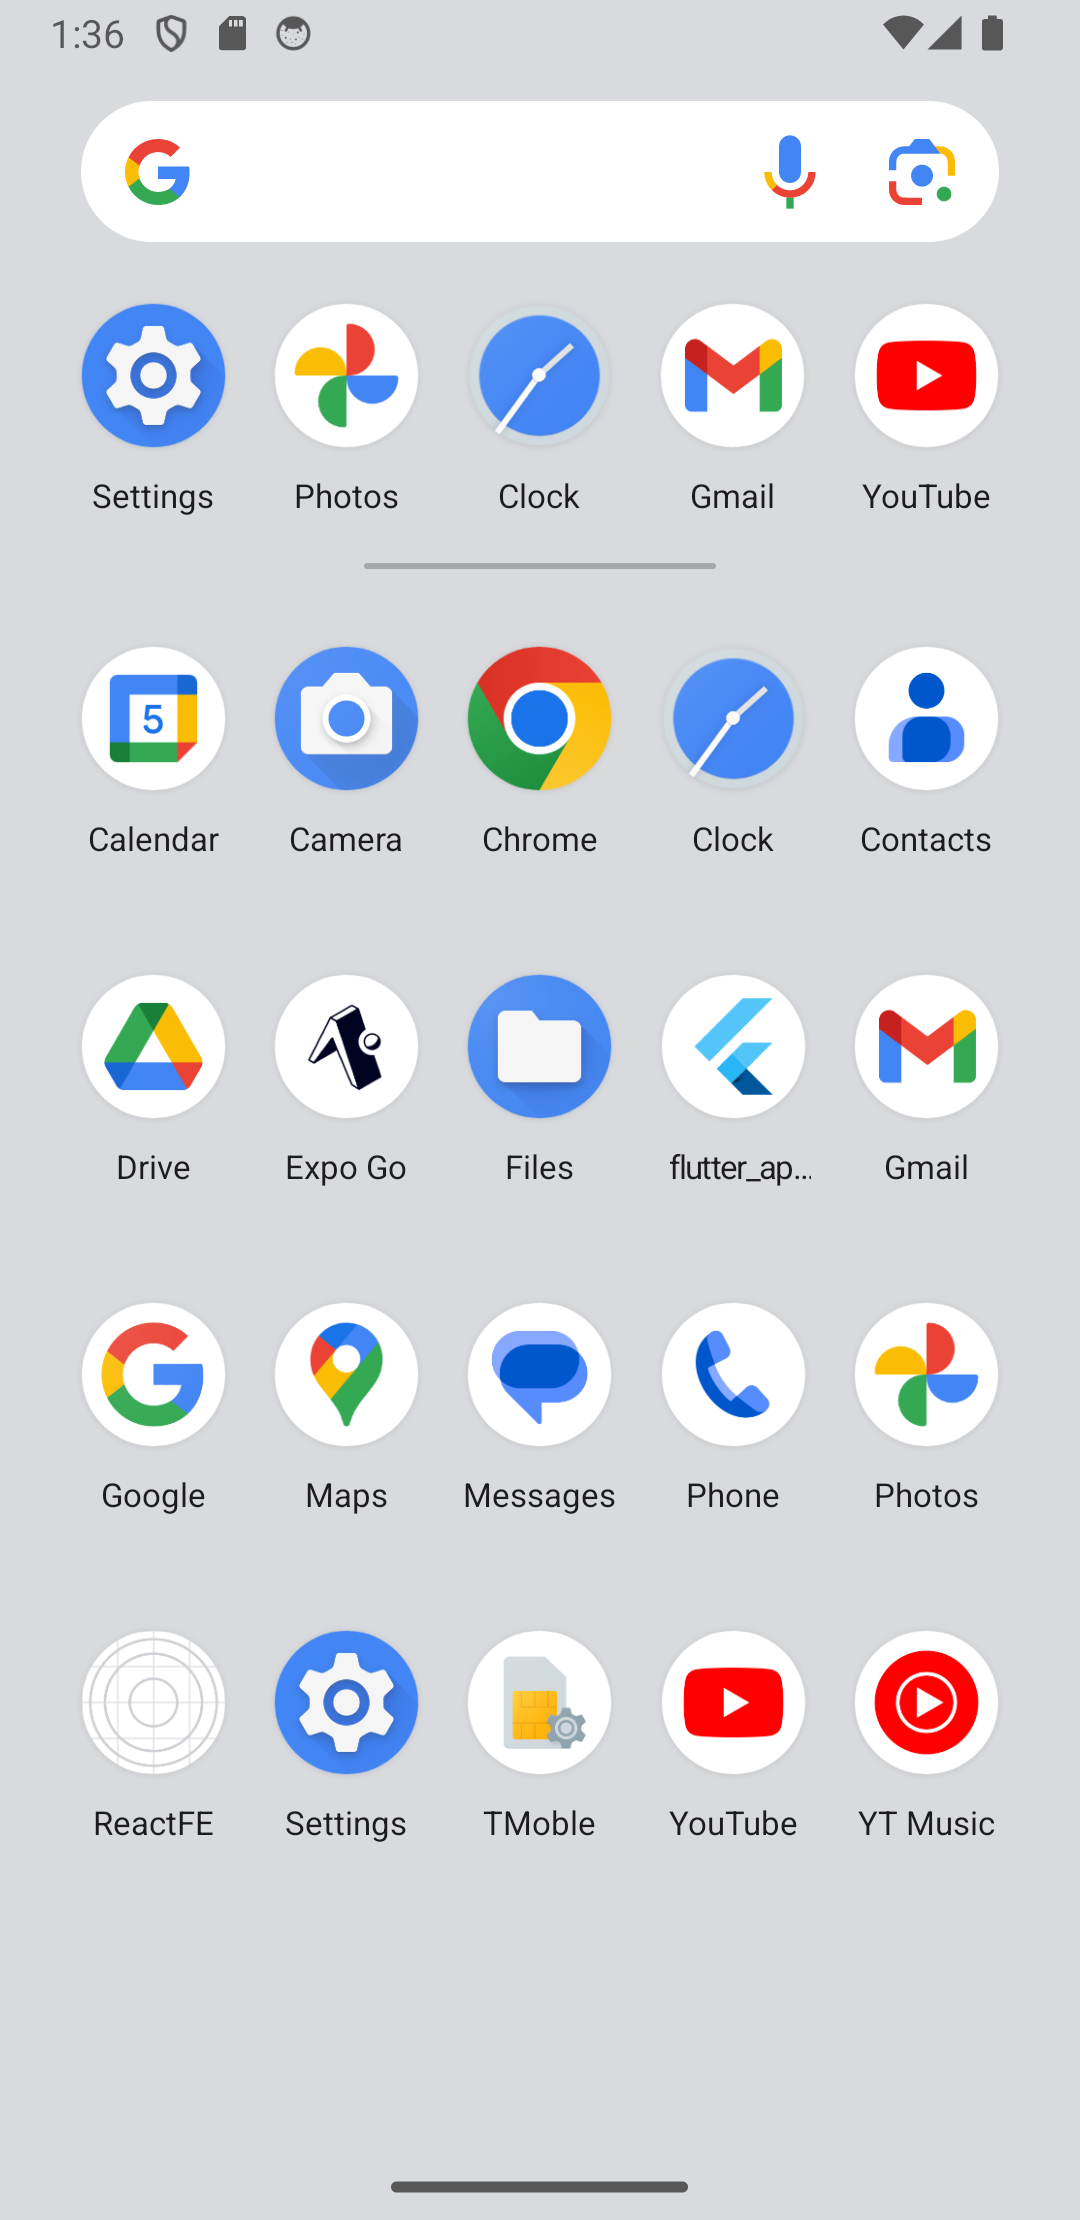 1:36
Settings Photos Clock Gmail YouTube
5
Calendar Camera Chrome Clock Contacts
Drive Expo Go Files flutter_ap... Gmail
Google Maps Messages Phone Photos
ReactFE Settings TMoble YouTube YT Music